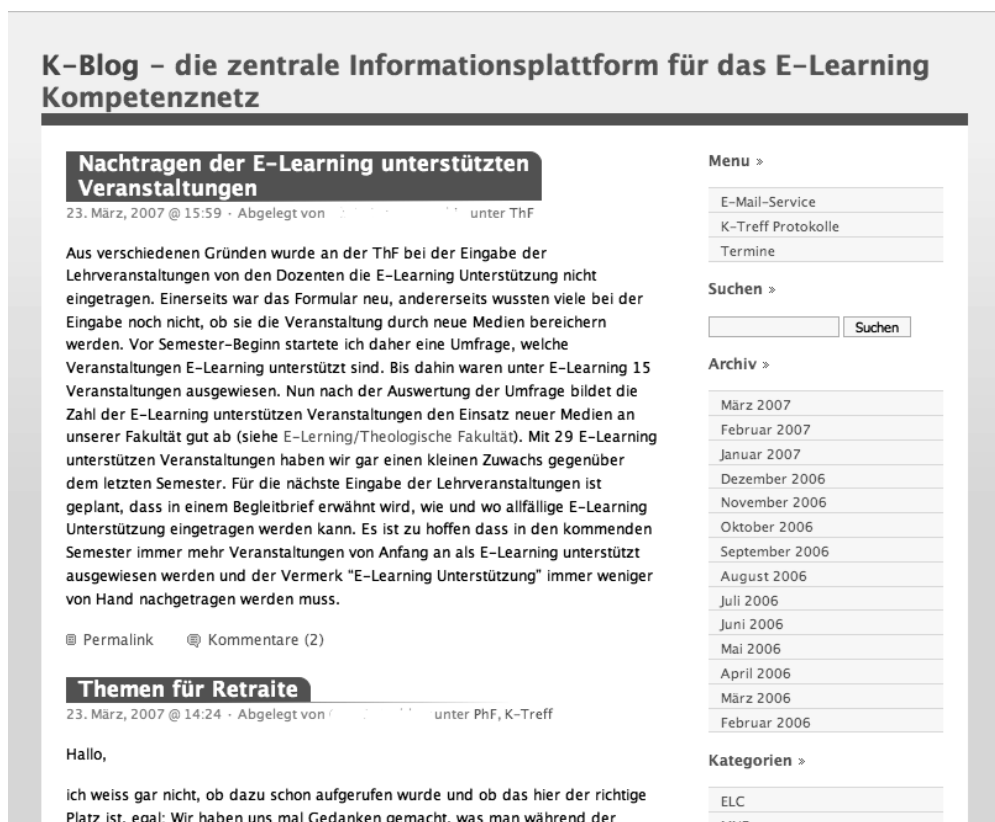 K-Blog - die zentrale Informationsplattform für das E-Learning
Kompetenznetz
Nachtragen der E-Learning unterstützten
Veranstaltungen
23. März, 2007 @ 15:59 · Abgelegt von unter ThF
Aus verschiedenen Gründen wurde an der ThF bei der Eingabe der
Lehrveranstaltungen von den Dozenten die E-Learning Unterstützung nicht
eingetragen. Einerseits war das Formular neu, andererseits wussten viele bei der
Eingabe noch nicht, ob sie die Veranstaltung durch neue Medien bereichern
werden. Vor Semester-Beginn startete ich daher eine Umfrage, welche
Veranstaltungen E-Learning unterstützt sind. Bis dahin waren unter E-Learning 15
Veranstaltungen ausgewiesen. Nun nach der Auswertung der Umfrage bildet die
Zahl der E-Learning unterstützen Veranstaltungen den Einsatz neuer Medien an
unserer Fakultät gut ab (siehe E-Lerning/Theologische Fakultät). Mit 29 E-Learning
unterstützen Veranstaltungen haben wir gar einen kleinen Zuwachs gegenüber
dem letzten Semester. Für die nächste Eingabe der Lehrveranstaltungen ist
geplant, dass in einem Begleitbrief erwähnt wird, wie und wo allfällige E-Learning
Unterstützung eingetragen werden kann. Es ist zu hoffen dass in den kommenden
Semester immer mehr Veranstaltungen von Anfang an als E-Learning unterstützt
ausgewiesen werden und der Vermerk "E-Learning Unterstützung" immer weniger
von Hand nachgetragen werden muss.
Permalink Kommentare (2)
Themen für Retraite
23. März, 2007 @ 14:24 · Abgelegt von unter PhF, K-Treff
Hallo,
ich weiss gar nicht, ob dazu schon aufgerufen wurde und ob das hier der richtige
Platz ist, egal: Wir haben uns mal Gedanken gemacht, was man während der
Menu »
E-Mail-Service
K-Treff Protokolle
Termine
Suchen »
Suchen
Archiv »
März 2007
Februar 2007
Januar 2007
Dezember 2006
November 2006
Oktober 2006
September 2006
August 2006
Juli 2006
Juni 2006
Mai 2006
April 2006
März 2006
Februar 2006
Kategorien »
ELC